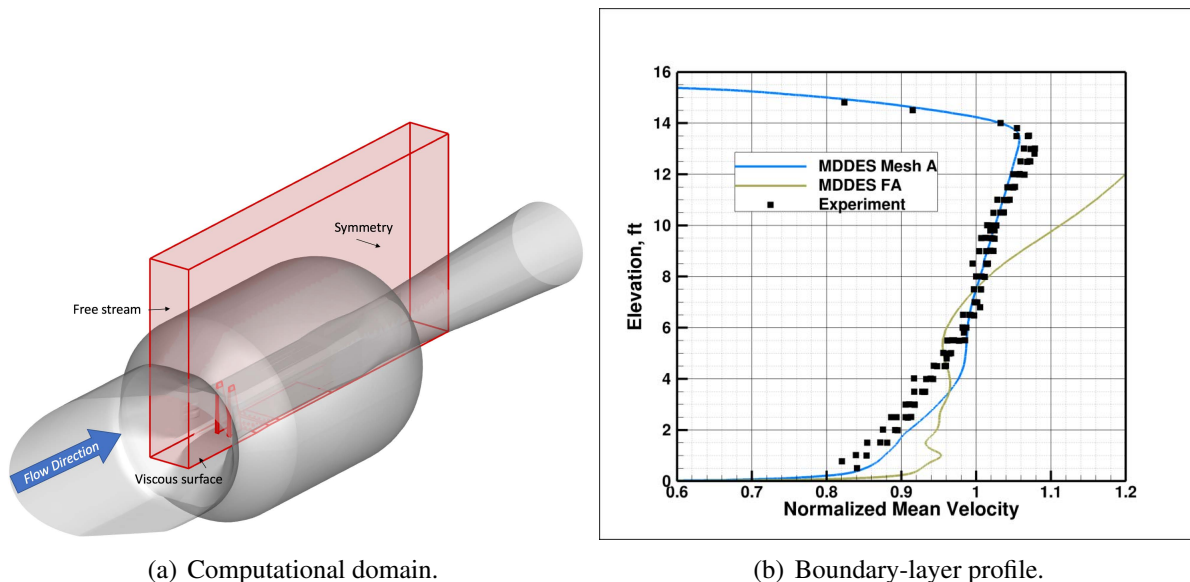 Symmetry
Free stream
Flow Direction
Viscous surface
(a) Computational domain.
16
14
12
10
8
6
4
2
0
Elevation, ft
MDDES Mesh A
MDDES FA
Experiment
0.6 0.7 0.8 0.9 1 1.1 1.2
Normalized Mean Velocity
(b) Boundary-layer profile.